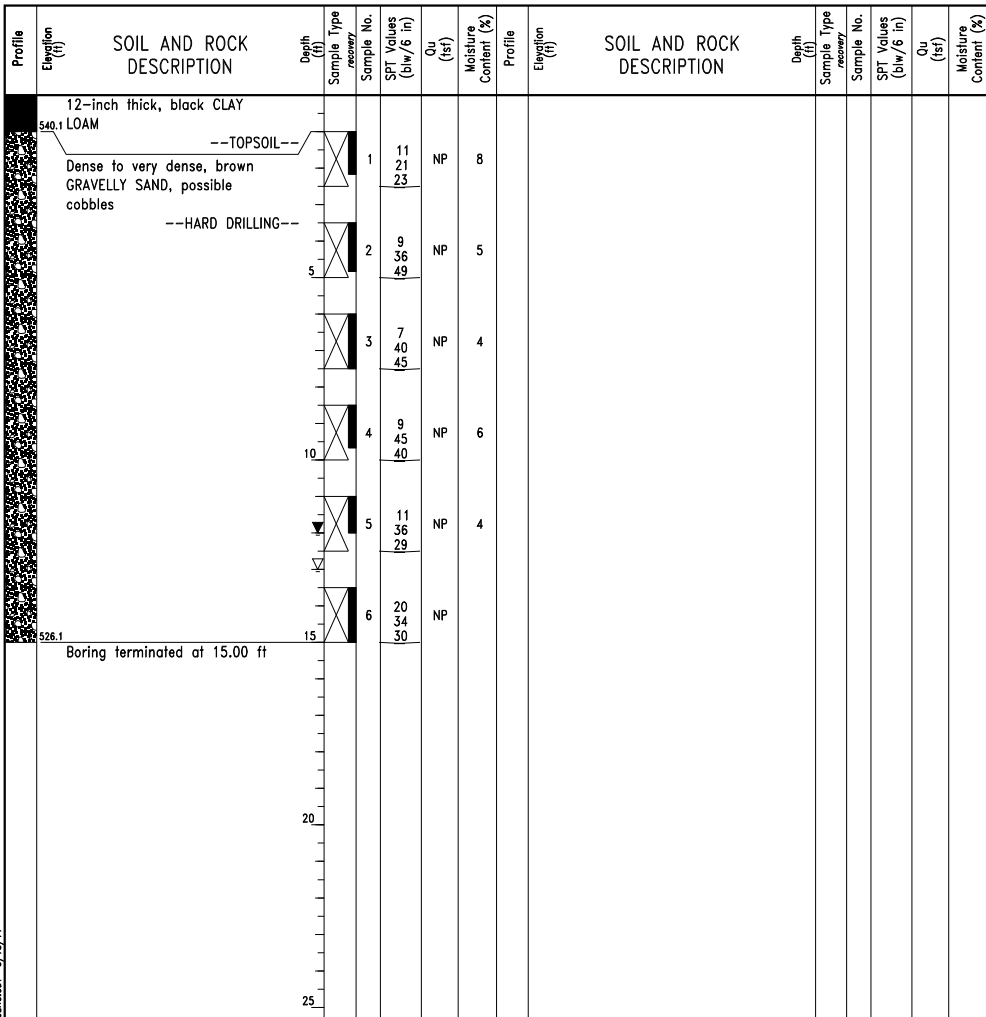 Profile
Elevation (ft)
SOIL AND ROCK
DESCRIPTION
Depth (ft)
Sample Type
recovery
Sample No.
SPT Values
(blw/6 in)
Qu
(tsf)
Moisture
Content (%)
Profile
Elevation (ft)
SOIL AND ROCK
DESCRIPTION
Depth (ft)
Sample Type
recovery
Sample No.
SPT Values
(blw/6 in)
Qu
(tsf)
Moisture
Content (%)
12-inch thick, black CLAY
540.1 LOAM
--TOPSOIL--
Dense to very dense, brown
GRAVELLY SAND, possible
cobbles
--HARD DRILLING--
1 11 NP 8
21
23
2 9 NP 5
36
5 49
3 7 NP 4
40
45
4 9 NP 6
45
10 40
5 11 NP 4
36
29
6 20 NP
34
526.1 15 30
Boring terminated at 15.00 ft
20
25